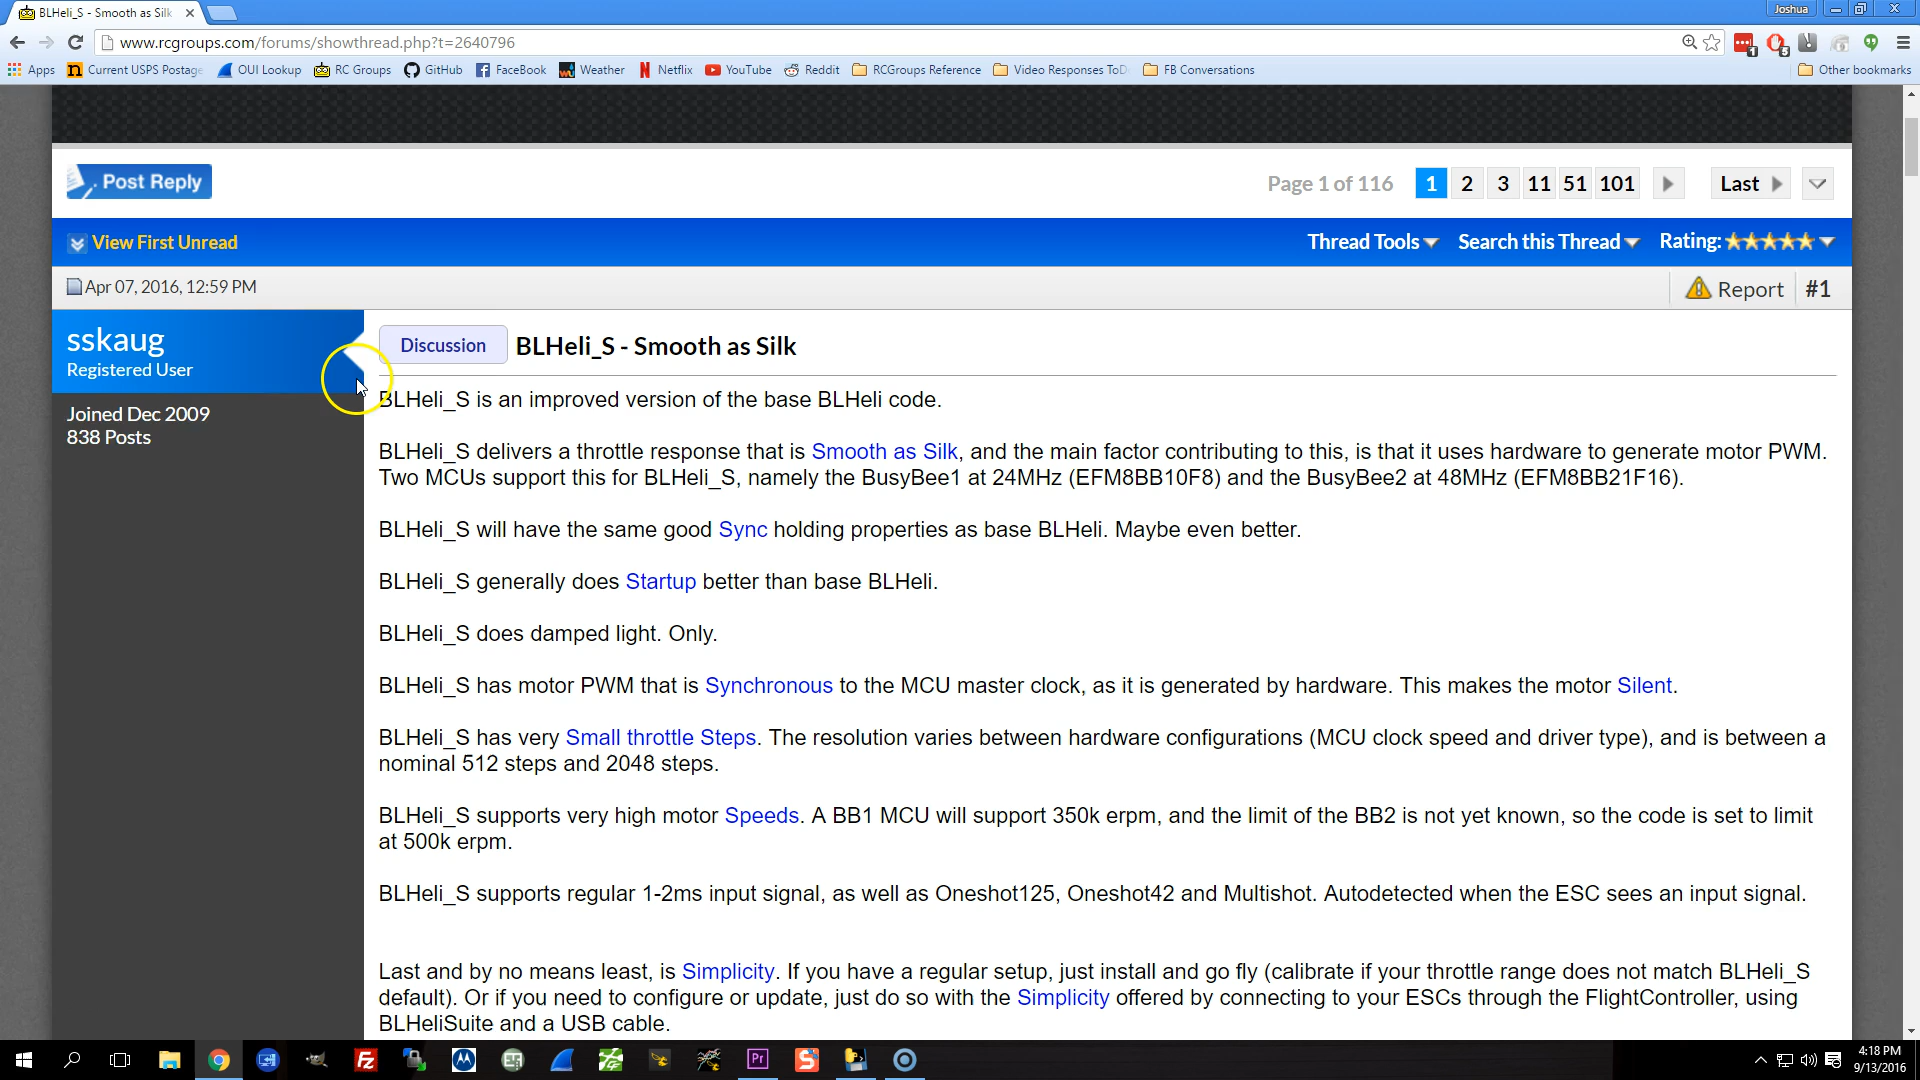 BLHeli_S - Smooth as Silk
Joshua
www.rcgroups.com/forums/showthread.php?t=2640796
1
5
Apps Current USPS Postage OUI Lookup RC Groups GitHub FaceBook Weather Netflix YouTube Reddit RCGroups Reference Video Responses ToD FB Conversations Other bookmarks
Post Reply Page 1 of 116 1 2 3 11 51 101 Last
View First Unread Thread Tools Search this Thread Rating:
Apr 07, 2016, 12:59 PM Report #1
sskaug
Registered User
Joined Dec 2009
838 Posts
Discussion BLHeli_S - Smooth as Silk
BLHeli_S is an improved version of the base BLHeli code.
BLHeli_S delivers a throttle response that is Smooth as Silk, and the main factor contributing to this, is that it uses hardware to generate motor PWM.
Two MCUs support this for BLHeli_S, namely the BusyBee1 at 24MHz (EFM8BB10F8) and the BusyBee2 at 48MHz (EFM8BB21F16).
BLHeli_S will have the same good Sync holding properties as base BLHeli. Maybe even better.
BLHeli_S generally does Startup better than base BLHeli.
BLHeli_S does damped light. Only.
BLHeli_S has motor PWM that is Synchronous to the MCU master clock, as it is generated by hardware. This makes the motor Silent.
BLHeli_S has very Small throttle Steps. The resolution varies between hardware configurations (MCU clock speed and driver type), and is between a
nominal 512 steps and 2048 steps.
BLHeli_S supports very high motor Speeds. A BB1 MCU will support 350k erpm, and the limit of the BB2 is not yet known, so the code is set to limit
at 500k erpm.
BLHeli_S supports regular 1-2ms input signal, as well as Oneshot125, Oneshot42 and Multishot. Autodetected when the ESC sees an input signal.
Last and by no means least, is Simplicity. If you have a regular setup, just install and go fly (calibrate if your throttle range does not match BLHeli_S
default). Or if you need to configure or update, just do so with the Simplicity offered by connecting to your ESCs through the FlightController, using
BLHeliSuite and a USB cable.
Fz
Pr
S
4:18 PM
9/13/2016